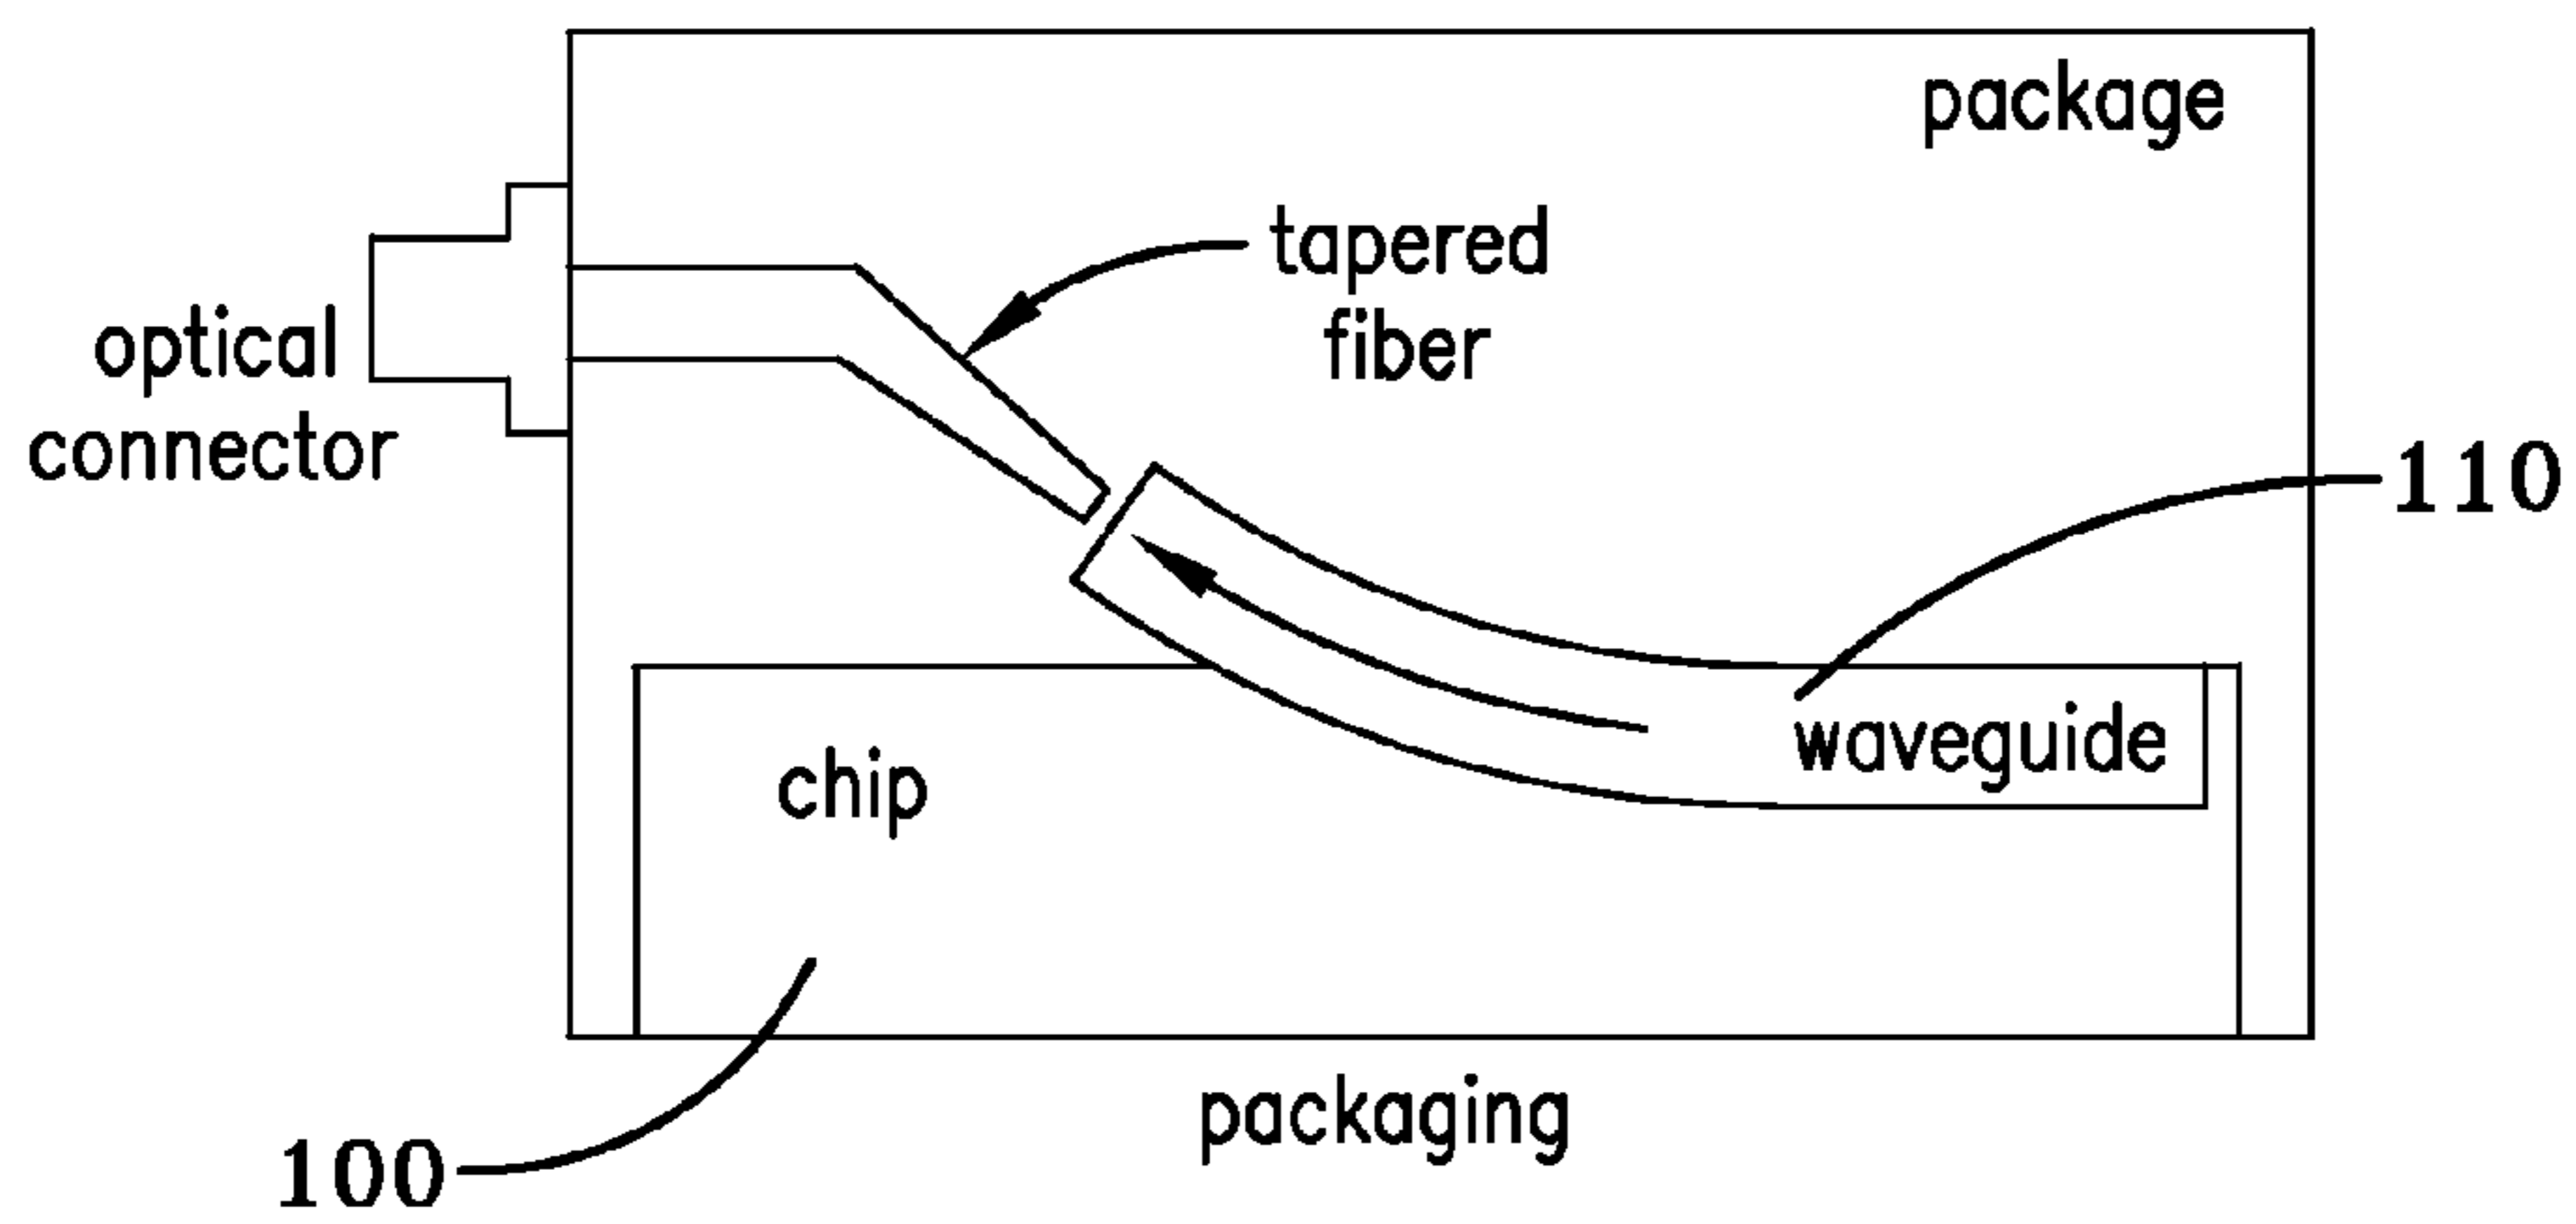 package
tapered
fiber
optical
connector
110
waveguide
chip
packaging
100